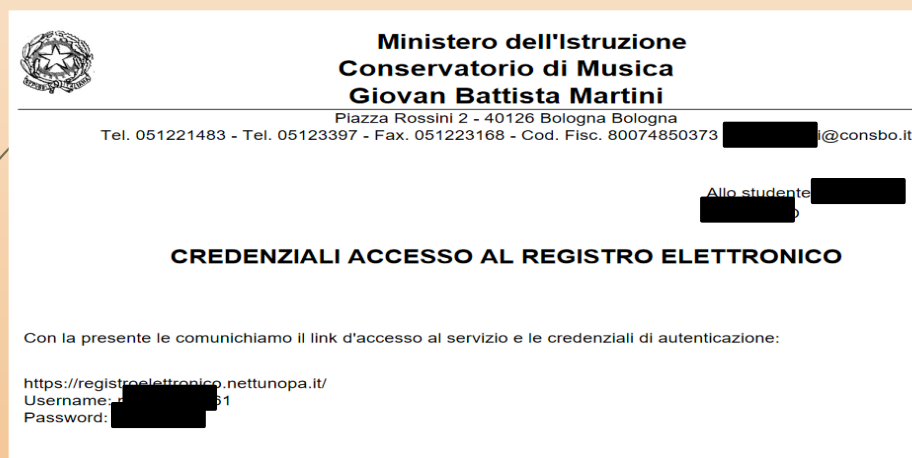 Ministero dell'Istruzione
Conservatorio di Musica
Giovan Battista Martini
Piazza Rossini 2 - 40126 Bologna Bologna
Tel. 051221483 - Tel. 05123397 - Fax. 051223168 - Cod. Fisc. 80074850373 i@consbo.it
Allo studente
CREDENZIALI ACCESSO AL REGISTRO ELETTRONICO
Con la presente le comunichiamo il link d'accesso al servizio e le credenziali di autenticazione:
https://registroelettronico.nettunopa.it/
Username: 61
Password: